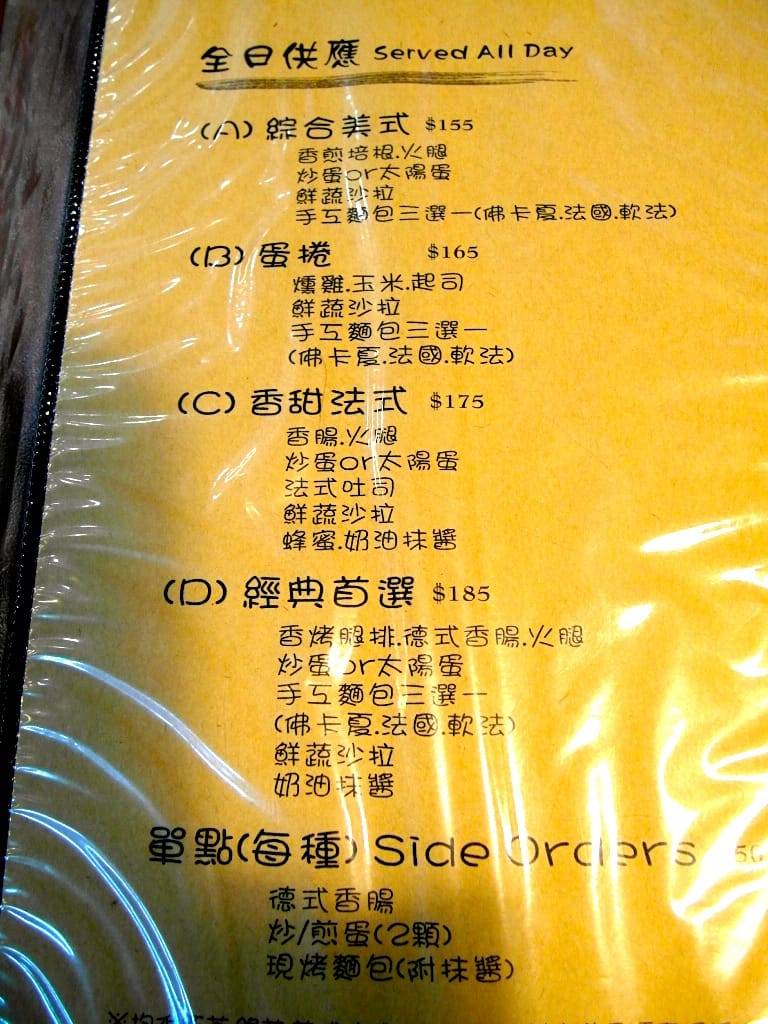 全日供應 Served All Day
(A) 綜合美式 $155
香煎培根.火腿
炒蛋or太陽蛋
鮮蔬沙拉
手工麵包三選一(佛卡夏.法國.軟法)
(B) 蛋捲 $165
燻雞.玉米.起司
鮮蔬沙拉
手工麵包三選一
(佛卡夏.法國.軟法)
(C) 香甜法式 $175
香腸.火腿
炒蛋or太陽蛋
法式吐司
鮮蔬沙拉
蜂蜜.奶油抹醬
(D) 經典首選 $185
香烤腿排.德式香腸.火腿
炒蛋or太陽蛋
手工麵包三選一
(佛卡夏.法國.軟法)
鮮蔬沙拉
奶油抹醬
單點(每種) Side Orders 50
德式香腸
炒/煎蛋(2顆)
現烤麵包(附抹醬)